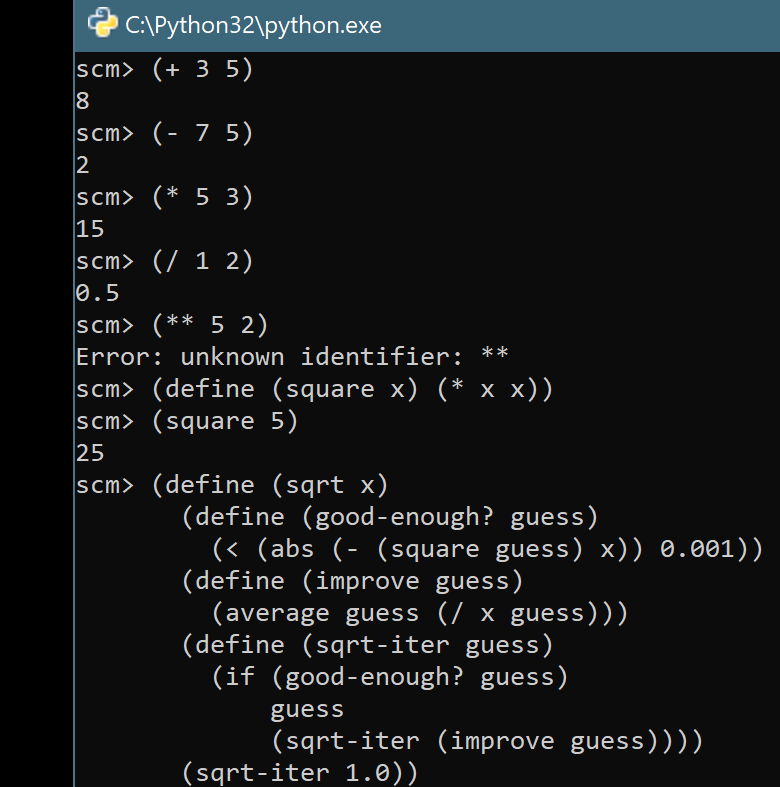 C:\Python32\python.exe
scm> (+ 3 5)
8
scm> (- 7 5)
2
scm> (* 5 3)
15
scm> (/ 1 2)
0.5
scm> (** 5 2)
Error: unknown identifier: **
scm> (define (square x) (* x x))
scm> (square 5)
25
scm> (define (sqrt x)
       (define (good-enough? guess)
         (< (abs (- (square guess) x)) 0.001))
       (define (improve guess)
         (average guess (/ x guess)))
       (define (sqrt-iter guess)
         (if (good-enough? guess)
             guess
             (sqrt-iter (improve guess))))
       (sqrt-iter 1.0))